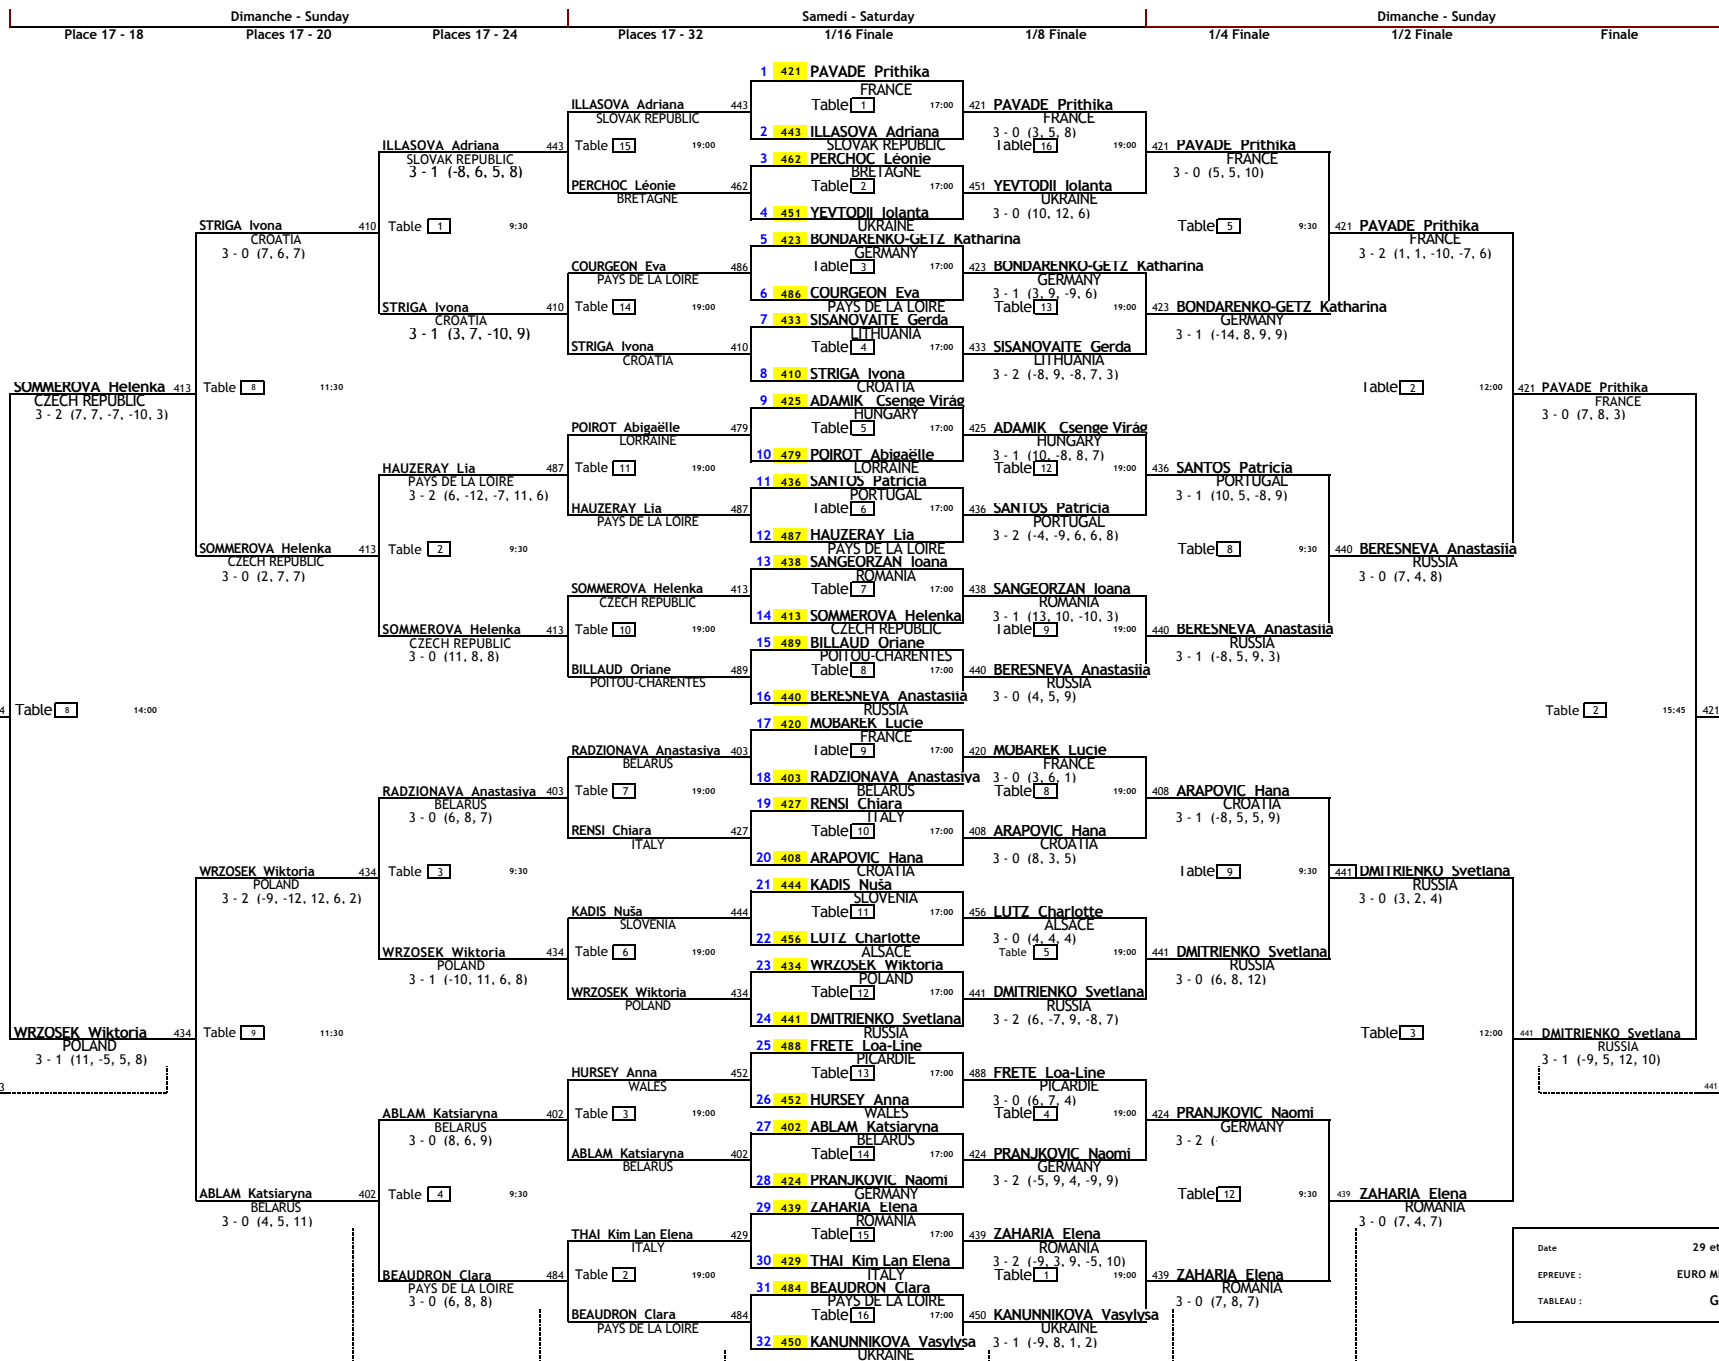 Dimanche - Sunday Samedi - Saturday Dimanche - Sunday
Place 17 - 18 Places 17 - 20 Places 17 - 24 Places 17 - 32 1/16 Finale 1/8 Finale 1/4 Finale 1/2 Finale Finale
1 421 PAVADE Prithika
FRANCE
ILLASOVA Adriana 443 Table 1 17:00 421 PAVADE Prithika
SLOVAK REPUBLIC FRANCE
2 443 ILLASOVA Adriana 3 - 0 (3, 5, 8)
ILLASOVA Adriana 443 Table 15 19:00 SLOVAK REPUBLIC Table 16 19:00 421 PAVADE Prithika
SLOVAK REPUBLIC 3 462 PERCHOC Léonie FRANCE
3 - 1 (-8, 6, 5, 8) BRETAGNE 3 - 0 (5, 5, 10)
PERCHOC Léonie 462 Table 2 17:00 451 YEVTODII Iolanta
BRETAGNE UKRAINE
4 451 YEVTODII Iolanta 3 - 0 (10, 12, 6)
STRIGA Ivona 410 Table 1 9:30 UKRAINE Table 5 9:30 421 PAVADE Prithika
CROATIA 5 423 BONDARENKO-GETZ Katharina FRANCE
3 - 0 (7, 6, 7) GERMANY 3 - 2 (1, 1, -10, -7, 6)
COURGEON Eva 486 Table 3 17:00 423 BONDARENKO-GETZ Katharina
PAYS DE LA LOIRE GERMANY
6 486 COURGEON Eva 3 - 1 (3, 9, -9, 6)
STRIGA Ivona 410 Table 14 19:00 PAYS DE LA LOIRE Table 13 19:00 423 BONDARENKO-GETZ Katharina
CROATIA 7 433 SISANOVAITE Gerda GERMANY
3 - 1 (3, 7, -10, 9) LITHUANIA 3 - 1 (-14, 8, 9, 9)
STRIGA Ivona 410 Table 4 17:00 433 SISANOVAITE Gerda
CROATIA LITHUANIA
8 410 STRIGA Ivona 3 - 2 (-8, 9, -8, 7, 3)
SOMMEROVA Helenka 413 Table 8 11:30 CROATIA Table 2 12:00 421 PAVADE Prithika
CZECH REPUBLIC 9 425 ADAMIK Csenge Virág FRANCE
3 - 2 (7, 7, -7, -10, 3) HUNGARY 3 - 0 (7, 8, 3)
POIROT Abigaëlle 479 Table 5 17:00 425 ADAMIK Csenge Virág
LORRAINE HUNGARY
10 479 POIROT Abigaëlle 3 - 1 (10, -8, 8, 7)
HAUZERAY Lia 487 Table 11 19:00 LORRAINE Table 12 19:00 436 SANTOS Patricia
PAYS DE LA LOIRE 11 436 SANTOS Patricia PORTUGAL
3 - 2 (6, -12, -7, 11, 6) PORTUGAL 3 - 1 (10, 5, -8, 9)
HAUZERAY Lia 487 Table 6 17:00 436 SANTOS Patricia
PAYS DE LA LOIRE PORTUGAL
12 487 HAUZERAY Lia 3 - 2 (-4, -9, 6, 6, 8)
SOMMEROVA Helenka 413 Table 2 9:30 PAYS DE LA LOIRE Table 8 9:30 440 BERESNEVA Anastasiia
CZECH REPUBLIC 13 438 SANGEORZAN Ioana RUSSIA
3 - 0 (2, 7, 7) ROMANIA 3 - 0 (7, 4, 8)
SOMMEROVA Helenka 413 Table 7 17:00 438 SANGEORZAN Ioana
CZECH REPUBLIC ROMANIA
14 413 SOMMEROVA Helenka 3 - 1 (13, 10, -10, 3)
SOMMEROVA Helenka 413 Table 10 19:00 CZECH REPUBLIC Table 9 19:00 440 BERESNEVA Anastasiia
CZECH REPUBLIC 15 489 BILLAUD Oriane RUSSIA
3 - 0 (11, 8, 8) POITOU-CHARENTES 3 - 1 (-8, 5, 9, 3)
BILLAUD Oriane 489 Table 8 17:00 440 BERESNEVA Anastasiia
POITOU-CHARENTES RUSSIA
16 440 BERESNEVA Anastasiia 3 - 0 (4, 5, 9)
4 Table 8 14:00 RUSSIA Table 2 15:45 421
17 420 MOBAREK Lucie
FRANCE
RADZIONAVA Anastasiya 403 Table 9 17:00 420 MOBAREK Lucie
BELARUS FRANCE
18 403 RADZIONAVA Anastasiya 3 - 0 (3, 6, 1)
RADZIONAVA Anastasiya 403 Table 7 19:00 BELARUS Table 8 19:00 408 ARAPOVIC Hana
BELARUS 19 427 RENSI Chiara CROATIA
3 - 0 (6, 8, 7) ITALY 3 - 1 (-8, 5, 5, 9)
RENSI Chiara 427 Table 10 17:00 408 ARAPOVIC Hana
ITALY CROATIA
20 408 ARAPOVIC Hana 3 - 0 (8, 3, 5)
WRZOSEK Wiktoria 434 Table 3 9:30 CROATIA Table 9 9:30 441 DMITRIENKO Svetlana
POLAND 21 444 KADIS Nuša RUSSIA
3 - 2 (-9, -12, 12, 6, 2) SLOVENIA 3 - 0 (3, 2, 4)
KADIS Nuša 444 Table 11 17:00 456 LUTZ Charlotte
SLOVENIA ALSACE
22 456 LUTZ Charlotte 3 - 0 (4, 4, 4)
WRZOSEK Wiktoria 434 Table 6 19:00 ALSACE Table 5 19:00 441 DMITRIENKO Svetlana
POLAND 23 434 WRZOSEK Wiktoria RUSSIA
3 - 1 (-10, 11, 6, 8) POLAND 3 - 0 (6, 8, 12)
WRZOSEK Wiktoria 434 Table 12 17:00 441 DMITRIENKO Svetlana
POLAND RUSSIA
24 441 DMITRIENKO Svetlana 3 - 2 (6, -7, 9, -8, 7)
WRZOSEK Wiktoria 434 Table 9 11:30 RUSSIA Table 3 12:00 441 DMITRIENKO Svetlana
POLAND 25 488 FRETE Loa-Line RUSSIA
3 - 1 (11, -5, 5, 8) PICARDIE 3 - 1 (-9, 5, 12, 10)
HURSEY Anna 452 Table 13 17:00 488 FRETE Loa-Line
3 WALES PICARDIE 441
26 452 HURSEY Anna 3 - 0 (6, 7, 4)
ABLAM Katsiaryna 402 Table 3 19:00 WALES Table 4 19:00 424 PRANJKOVIC Naomi
BELARUS 27 402 ABLAM Katsiaryna GERMANY
3 - 0 (8, 6, 9) BELARUS 3 - 2 (
ABLAM Katsiaryna 402 Table 14 17:00 424 PRANJKOVIC Naomi
BELARUS GERMANY
28 424 PRANJKOVIC Naomi 3 - 2 (-5, 9, 4, -9, 9)
ABLAM Katsiaryna 402 Table 4 9:30 GERMANY Table 12 9:30 439 ZAHARIA Elena
BELARUS 29 439 ZAHARIA Elena ROMANIA
3 - 0 (4, 5, 11) ROMANIA 3 - 0 (7, 4, 7)
THAI Kim Lan Elena 429 Table 15 17:00 439 ZAHARIA Elena
ITALY ROMANIA Date 29 et
30 429 THAI Kim Lan Elena 3 - 2 (-9, 3, 9, -5, 10)
BEAUDRON Clara 484 Table 2 19:00 ITALY Table 1 19:00 439 ZAHARIA Elena EPREUVE : EURO M
PAYS DE LA LOIRE 31 484 BEAUDRON Clara ROMANIA
3 - 0 (6, 8, 8) PAYS DE LA LOIRE 3 - 0 (7, 8, 7) TABLEAU : G
BEAUDRON Clara 484 Table 16 17:00 450 KANUNNIKOVA Vasylysa
PAYS DE LA LOIRE UKRAINE
32 450 KANUNNIKOVA Vasylysa 3 - 1 (-9, 8, 1, 2)
UKRAINE